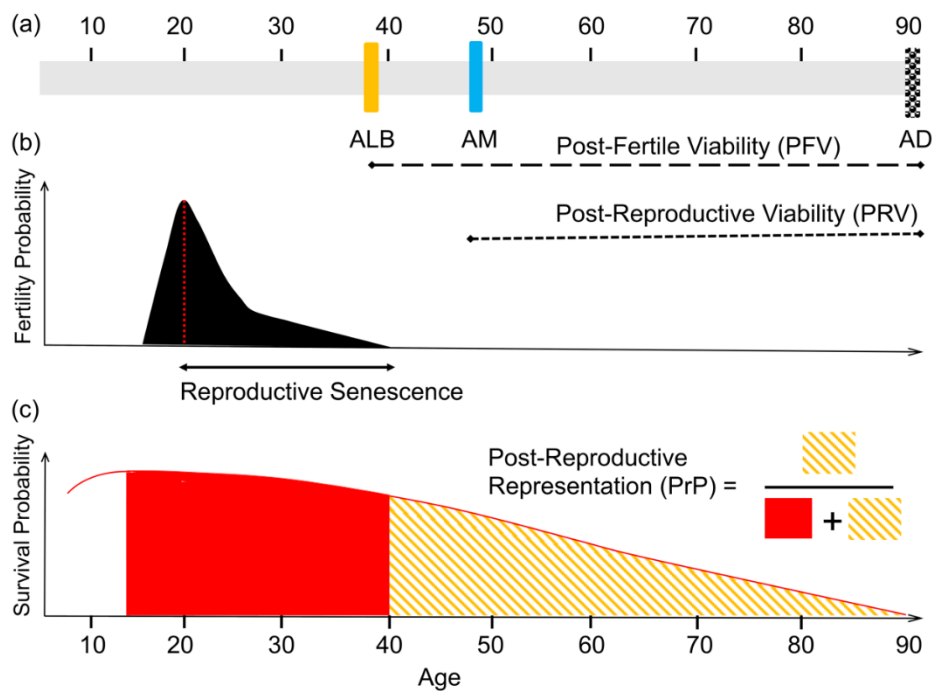 (a)
10 20 30 40 50 60 70 80 90
ALB AM AD
(b)
Post-Fertile Viability (PFV)
Post-Reproductive Viability (PRV)
Fertility Probability
Reproductive Senescence
(c)
Survival Probability
Post-Reproductive
Representation (PrP) =
+
10 20 30 40 50 60 70 80 90
Age